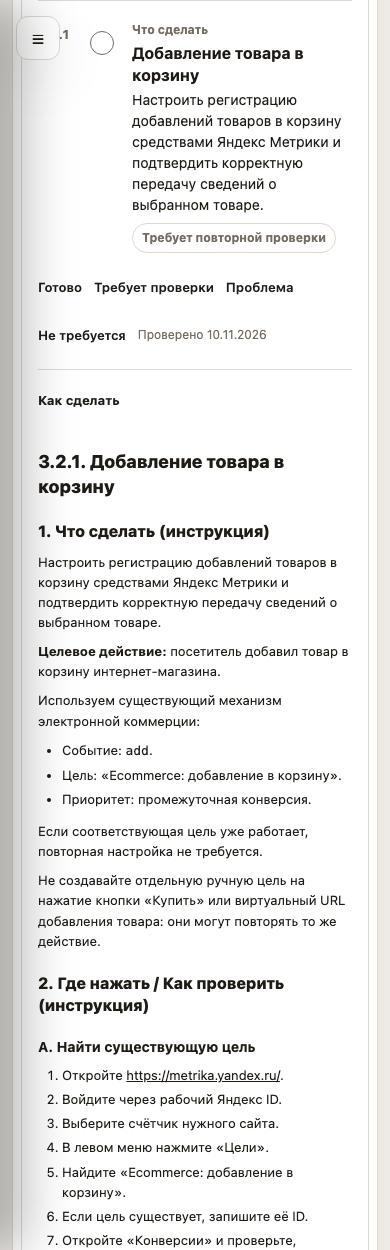 .1
Что сделать
Добавление товара в
корзину
Настроить регистрацию
добавлений товаров в корзину
средствами Яндекс Метрики и
подтвердить корректную
передачу сведений о
выбранном товаре.
Требует повторной проверки
Готово Требует проверки Проблема
Не требуется Проверено 10.11.2026
Как сделать
3.2.1. Добавление товара в
корзину
1. Что сделать (инструкция)
Настроить регистрацию добавлений товаров в
корзину средствами Яндекс Метрики и
подтвердить корректную передачу сведений о
выбранном товаре.
Целевое действие: посетитель добавил товар в
корзину интернет-магазина.
Используем существующий механизм
электронной коммерции:
• Событие: add.
• Цель: «Ecommerce: добавление в корзину».
• Приоритет: промежуточная конверсия.
Если соответствующая цель уже работает,
повторная настройка не требуется.
Не создавайте отдельную ручную цель на
нажатие кнопки «Купить» или виртуальный URL
добавления товара: они могут повторять то же
действие.
2. Где нажать / Как проверить
(инструкция)
А. Найти существующую цель
1. Откройте https://metrika.yandex.ru/.
2. Войдите через рабочий Яндекс ID.
3. Выберите счётчик нужного сайта.
4. В левом меню нажмите «Цели».
5. Найдите «Ecommerce: добавление в
корзину».
6. Если цель существует, запишите её ID.
7. Откройте «Конверсии» и проверьте,